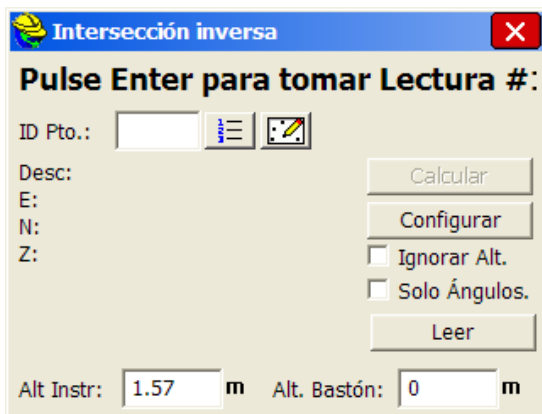 Intersección inversa
Pulse Enter para tomar Lectura #:
ID Pto.:
Desc:
Calcular
E:
N:
Configurar
Z:
Ignorar Alt.
Solo Ángulos.
Leer
Alt Instr: 1.57 m Alt. Bastón: 0 m